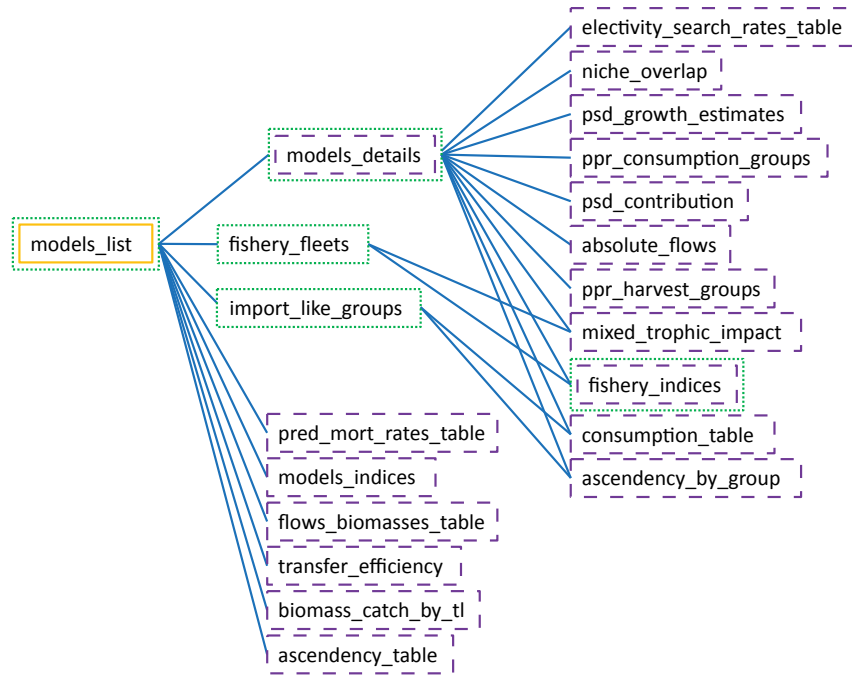 electivity_search_rates_table
niche_overlap
psd_growth_estimates
models_details
ppr_consumption_groups
psd_contribution
models_list
fishery_fleets
absolute_flows
ppr_harvest_groups
import_like_groups
mixed_trophic_impact
fishery_indices
pred_mort_rates_table
consumption_table
models_indices
ascendency_by_group
flows_biomasses_table
transfer_efficiency
biomass_catch_by_tl
ascendency_table